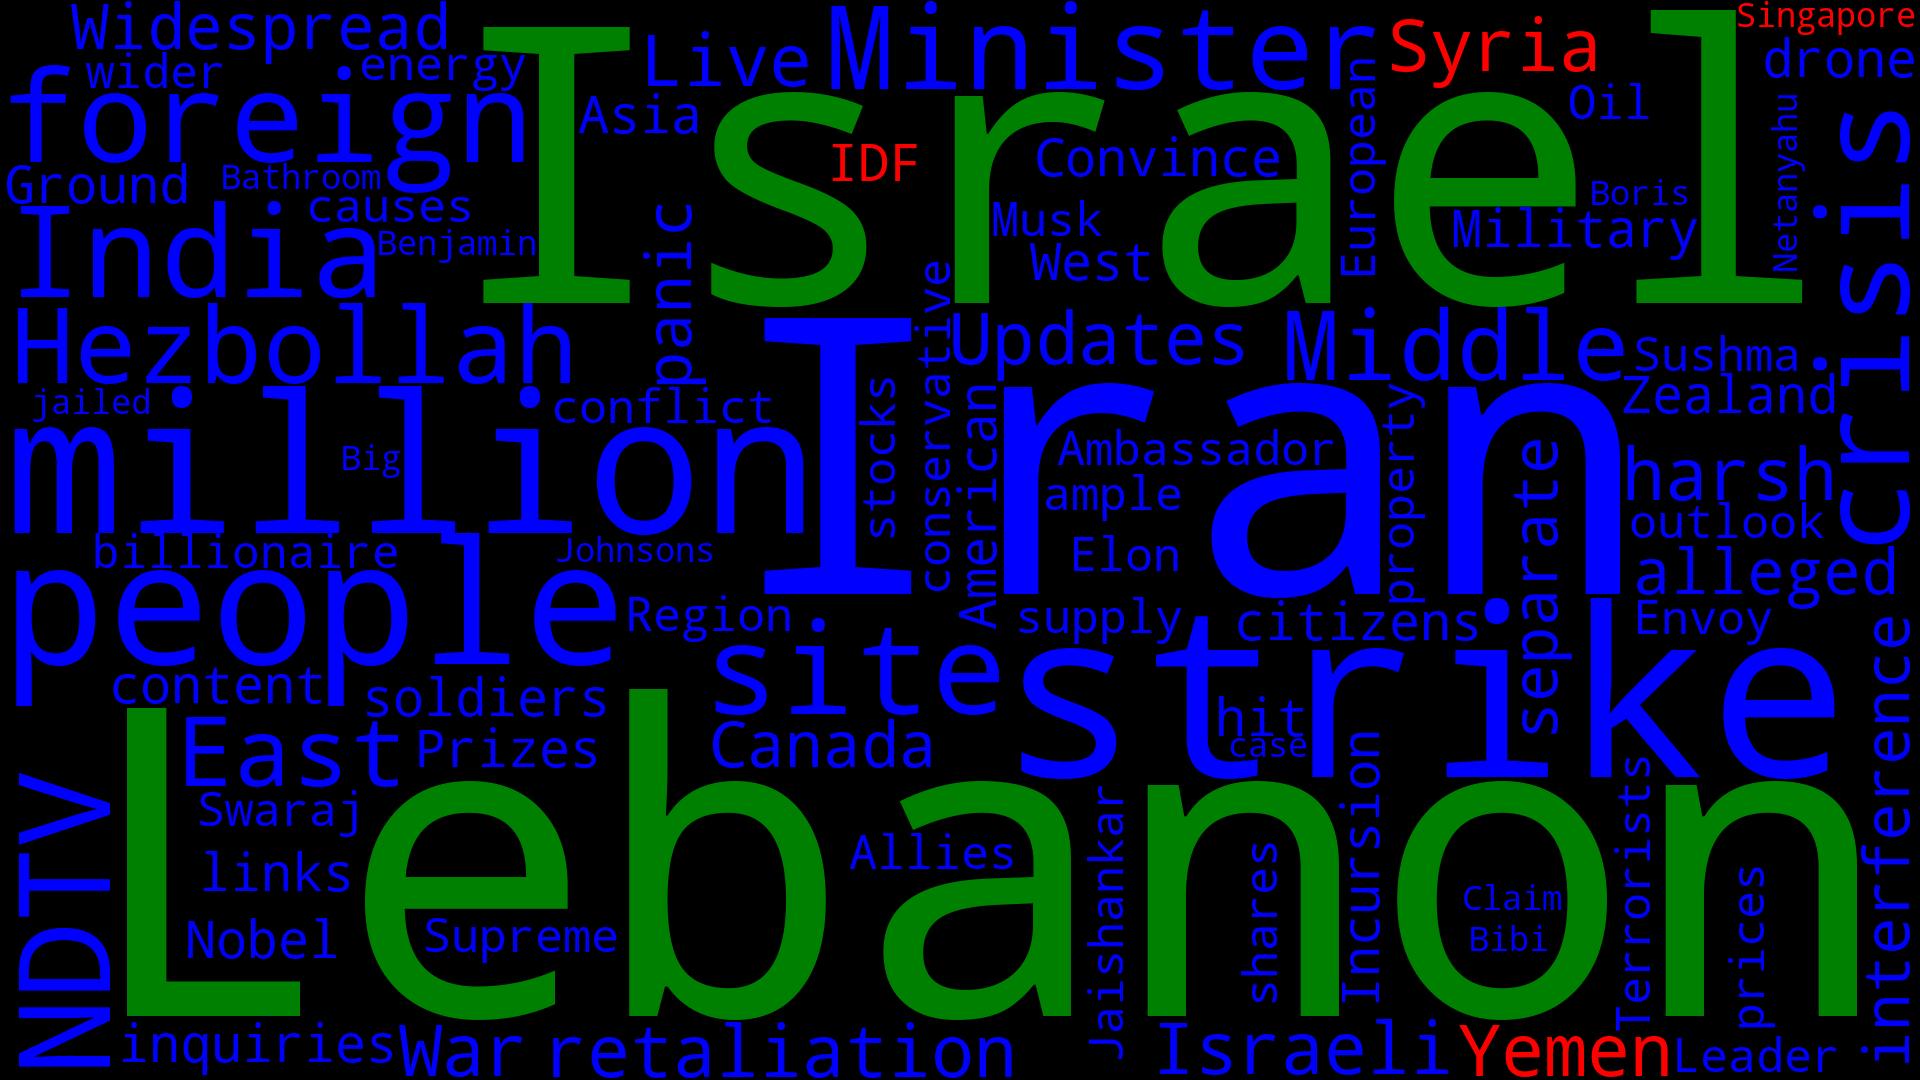 Widespread
Singapore
Minister
Live
Syria
Israel
energy
wider
drone
foreign
Asia
Oil
European
Netanyahu
crisis
IDF
Convince
Ground
Bathroom
Boris
causes
Musk
Military
India
Benjamin
West
panic
conservative
Hezbollah
Updates
Middle
Sushma
Iran
jailed
million
conflict
stocks
American
property
Zealand
Big
Ambassador
separate
harsh
ample
outlook
billionaire
Johnsons
Elon
alleged
people
Region
supply
citizens
Envoy
interference
site
strike
content
soldiers
hit
case
Lebanon
East
Prizes
Canada
Incursion
Terrorists
NDTV
Swaraj
Allies
Jaishankar
shares
prices
links
Claim
Nobel
Supreme
Bibi
inquiries
War
retaliation
Israeli
Yemen
Leader